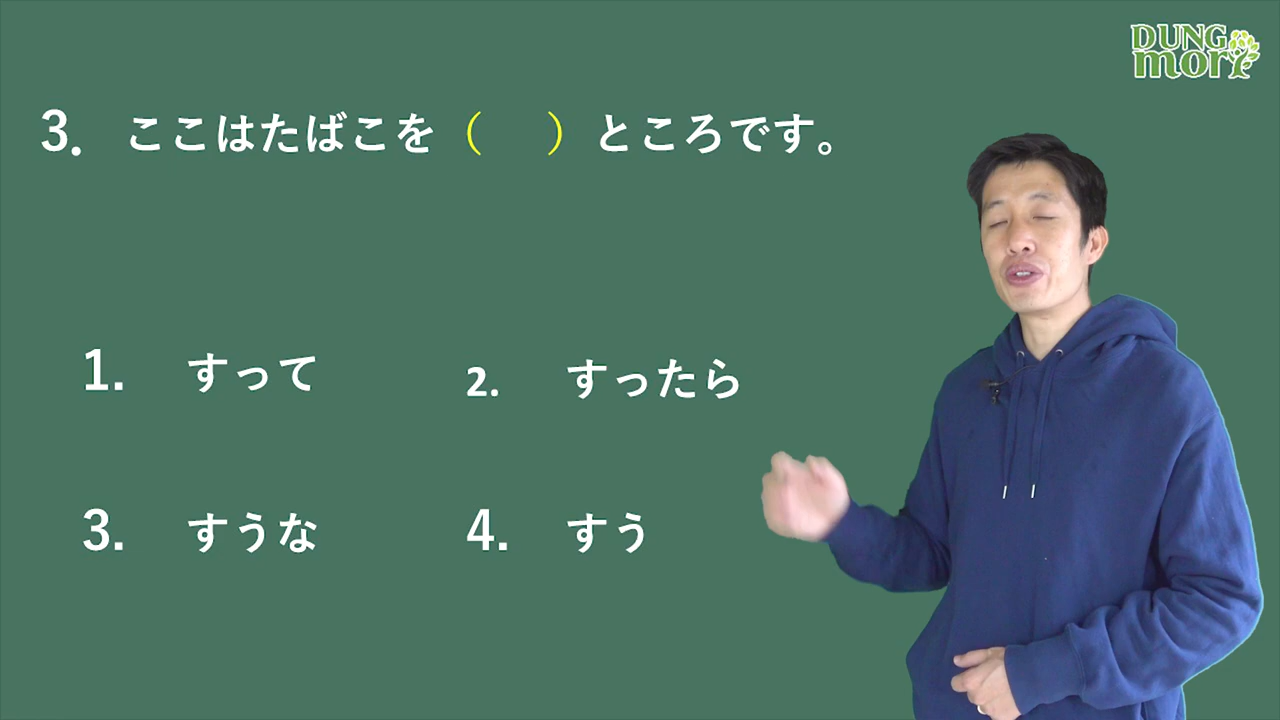 DUNG
mori
3. ここはたばこを（　）ところです。
1. すって
2. すったら
3. すうな
4. すう